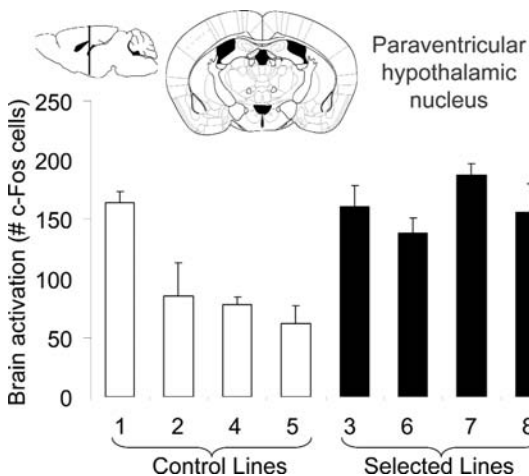 Paraventricular
hypothalamic
nucleus
Brain activation (# c-Fos cells)
250
200
150
100
50
0
1 2 4 5 3 6 7 8
Control Lines Selected Lines